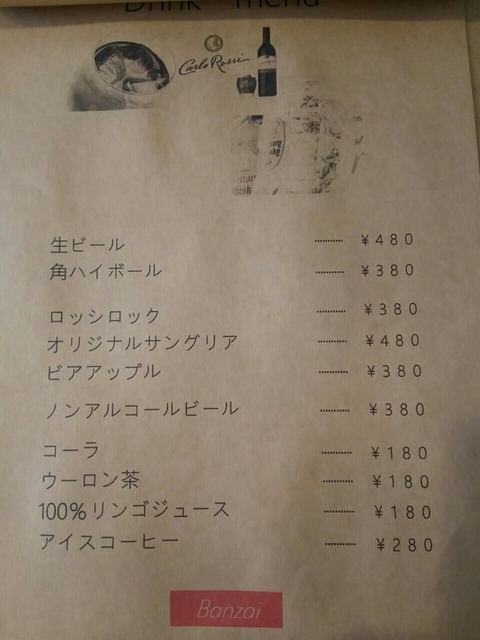 Drink menu
Carlo Rossi
生ビール ………… ¥480
角ハイボール ………… ¥380
ロッシロック ………… ¥380
オリジナルサングリア ………… ¥480
ビアアップル ………… ¥380
ノンアルコールビール ………… ¥380
コーラ ………… ¥180
ウーロン茶 ………… ¥180
100%リンゴジュース ………… ¥180
アイスコーヒー ………… ¥280
Banzai